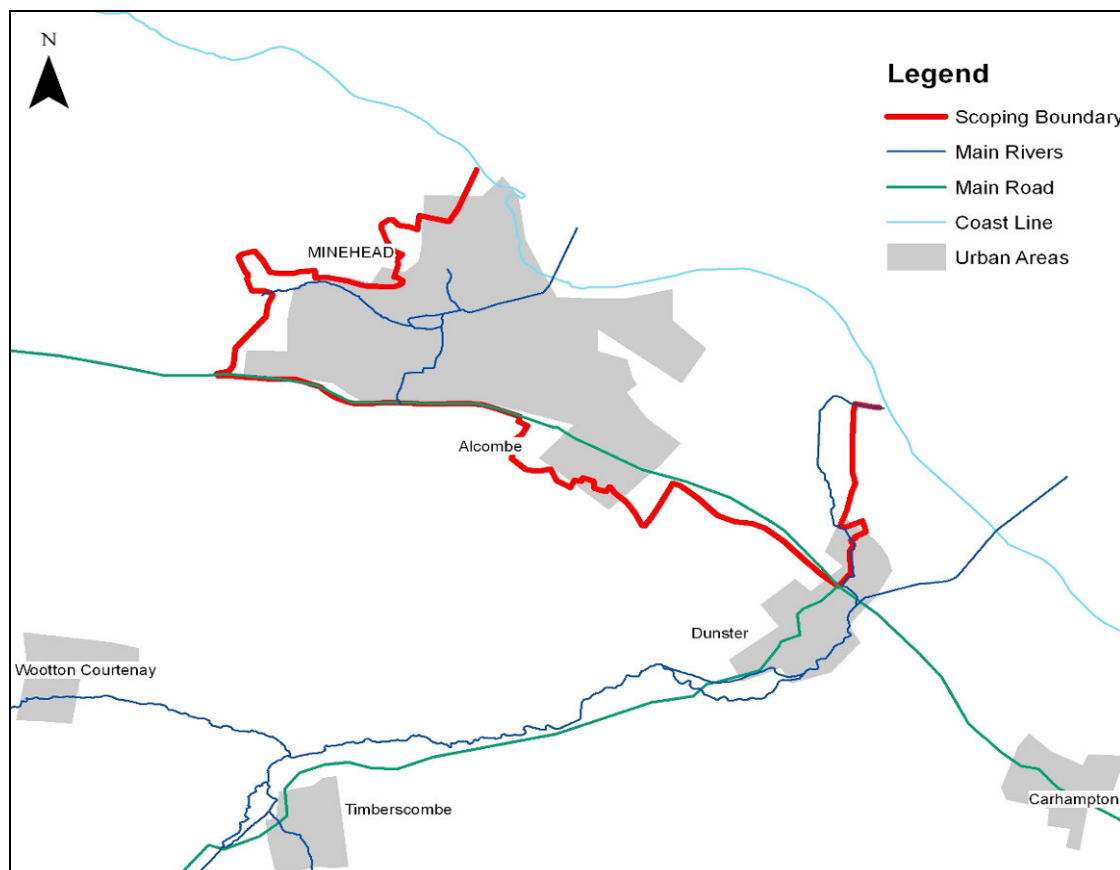 N
Legend
Scoping Boundary
Main Rivers
Main Road
Coast Line
Urban Areas
MINEHEAD
Alcombe
Dunster
Wootton Courtenay
Timberscombe
Carhampton